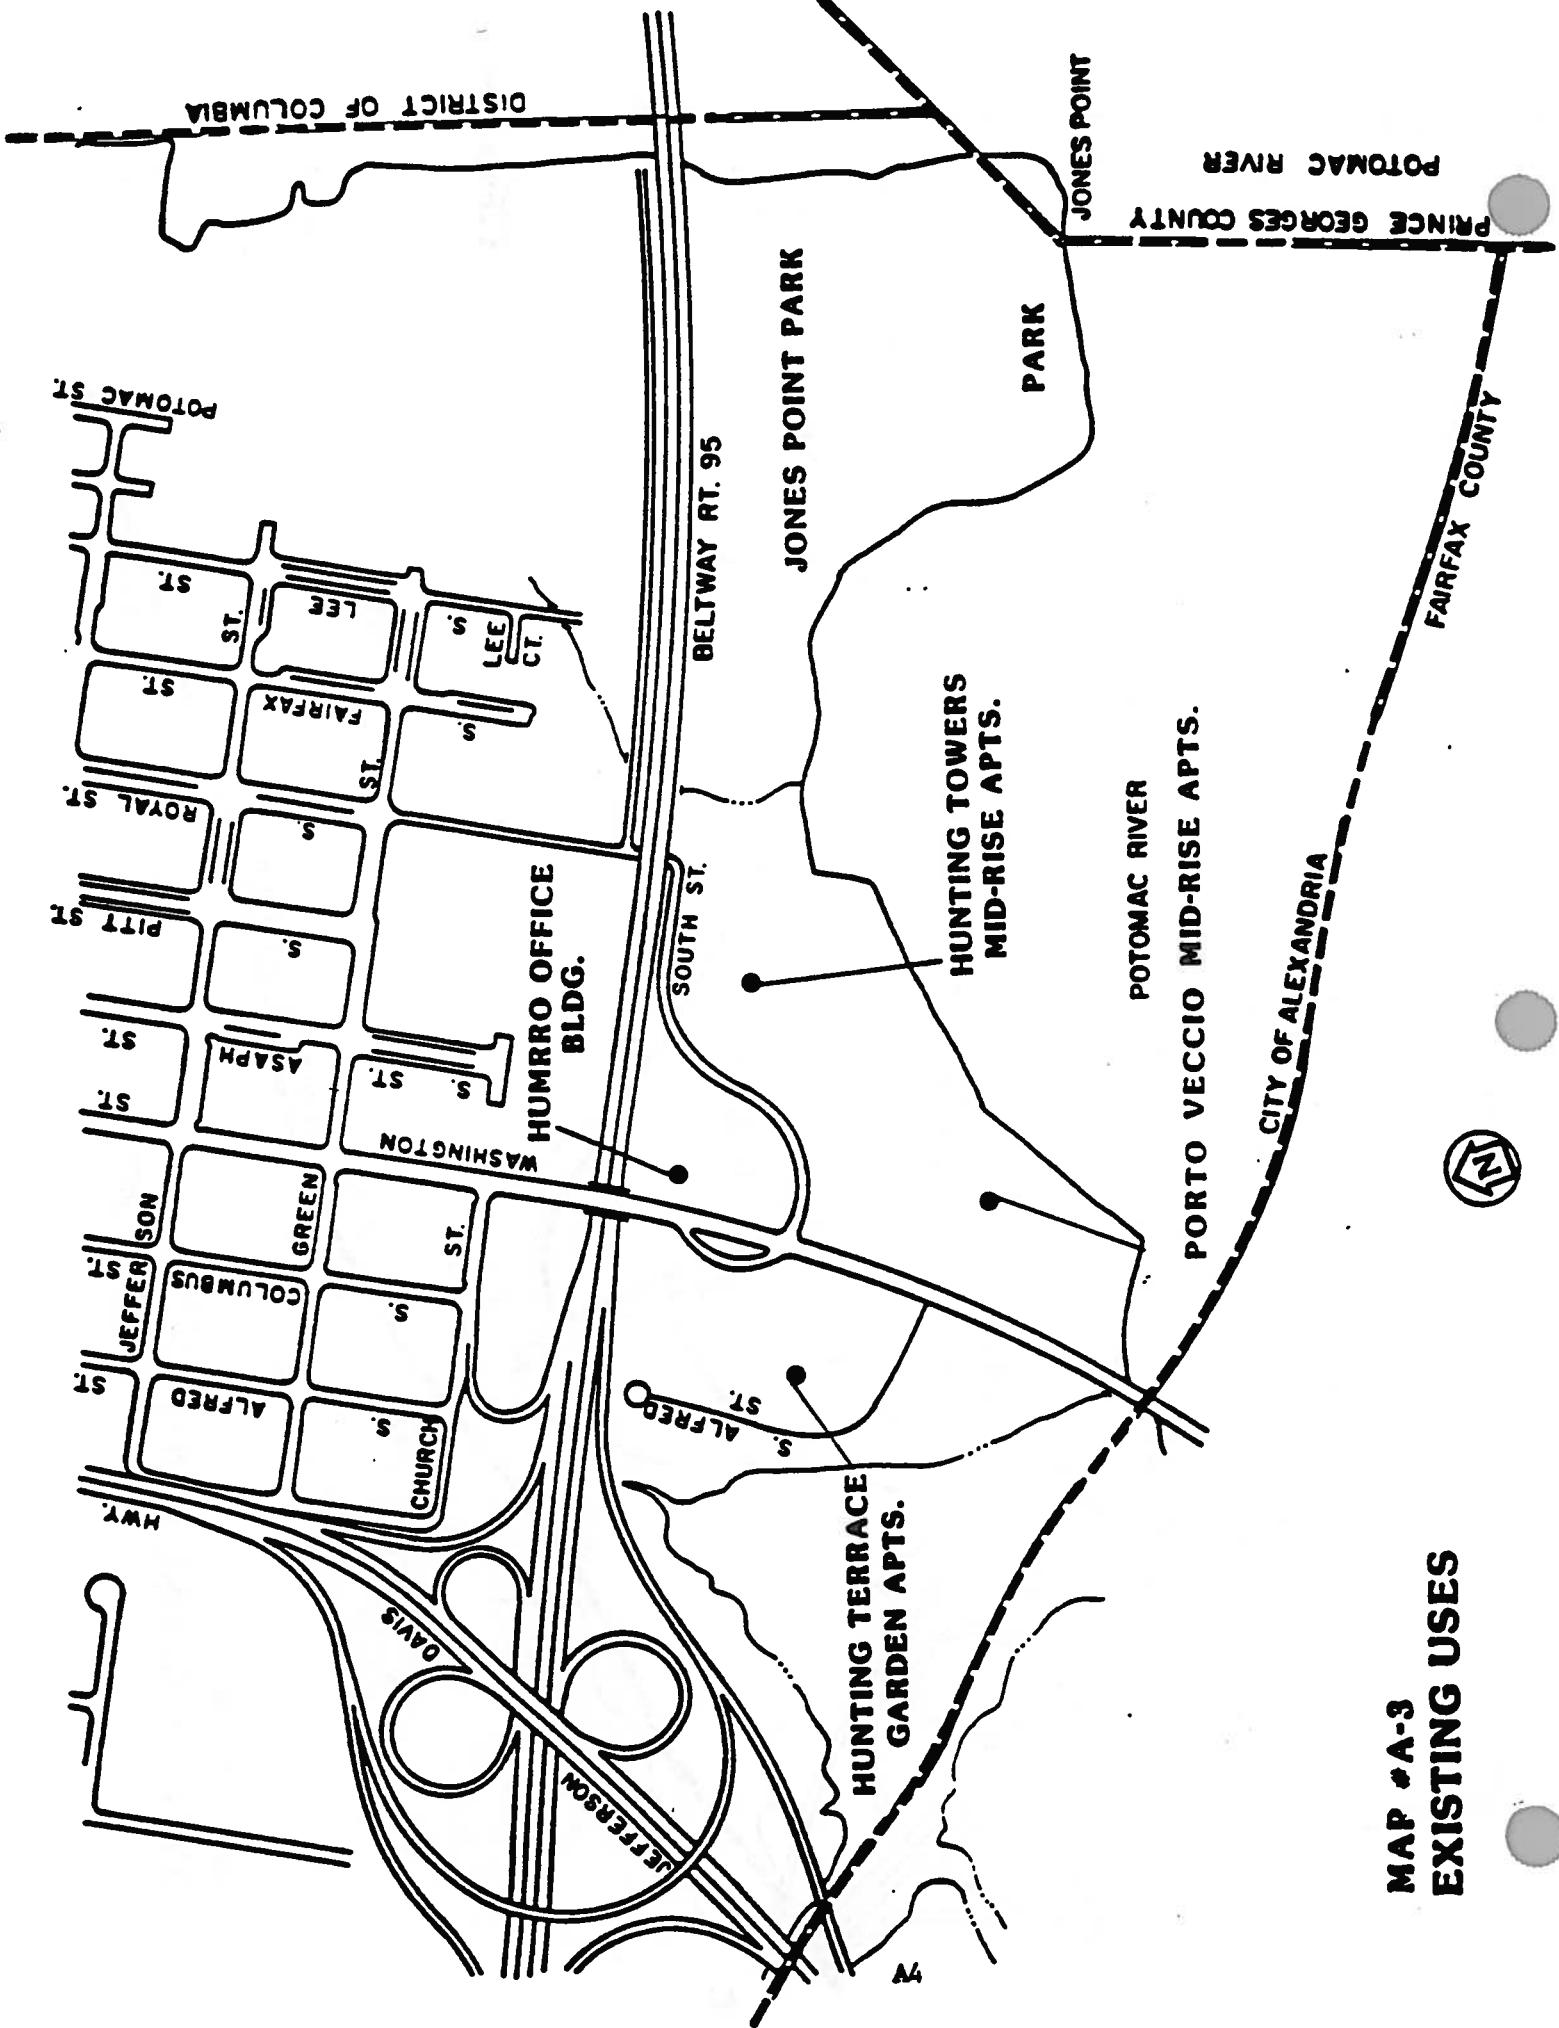 DISTRICT OF COLUMBIA
POTOMAC ST.
JONES POINT
POTOMAC RIVER
PRINCE GEORGES COUNTY
JONES POINT PARK
PARK
BELTWAY RT. 95
FAIRFAX COUNTY
CITY OF ALEXANDRIA
ST.
LEE
S.
LEE
CT.
ST.
ST.
FAIRFAX
S.
ST.
ROYAL ST.
S.
PITT ST.
S.
ST.
ASAPH
ST.
S.
ST.
WASHINGTON
JEFFERSON
GREEN
ST.
ST.
COLUMBUS
S.
JEFFER
SON
ST.
ALFRED
S.
CHURCH
HWY.
DAVIS
JEFFERSON
SOUTH ST.
HUMRRO OFFICE
BLDG.
HUNTING TOWERS
MID-RISE APTS.
POTOMAC RIVER
PORTO VECCIO MID-RISE APTS.
ALFRED
ST.
S.
HUNTING TERRACE
GARDEN APTS.
N
MAP #A-3
EXISTING USES
A4